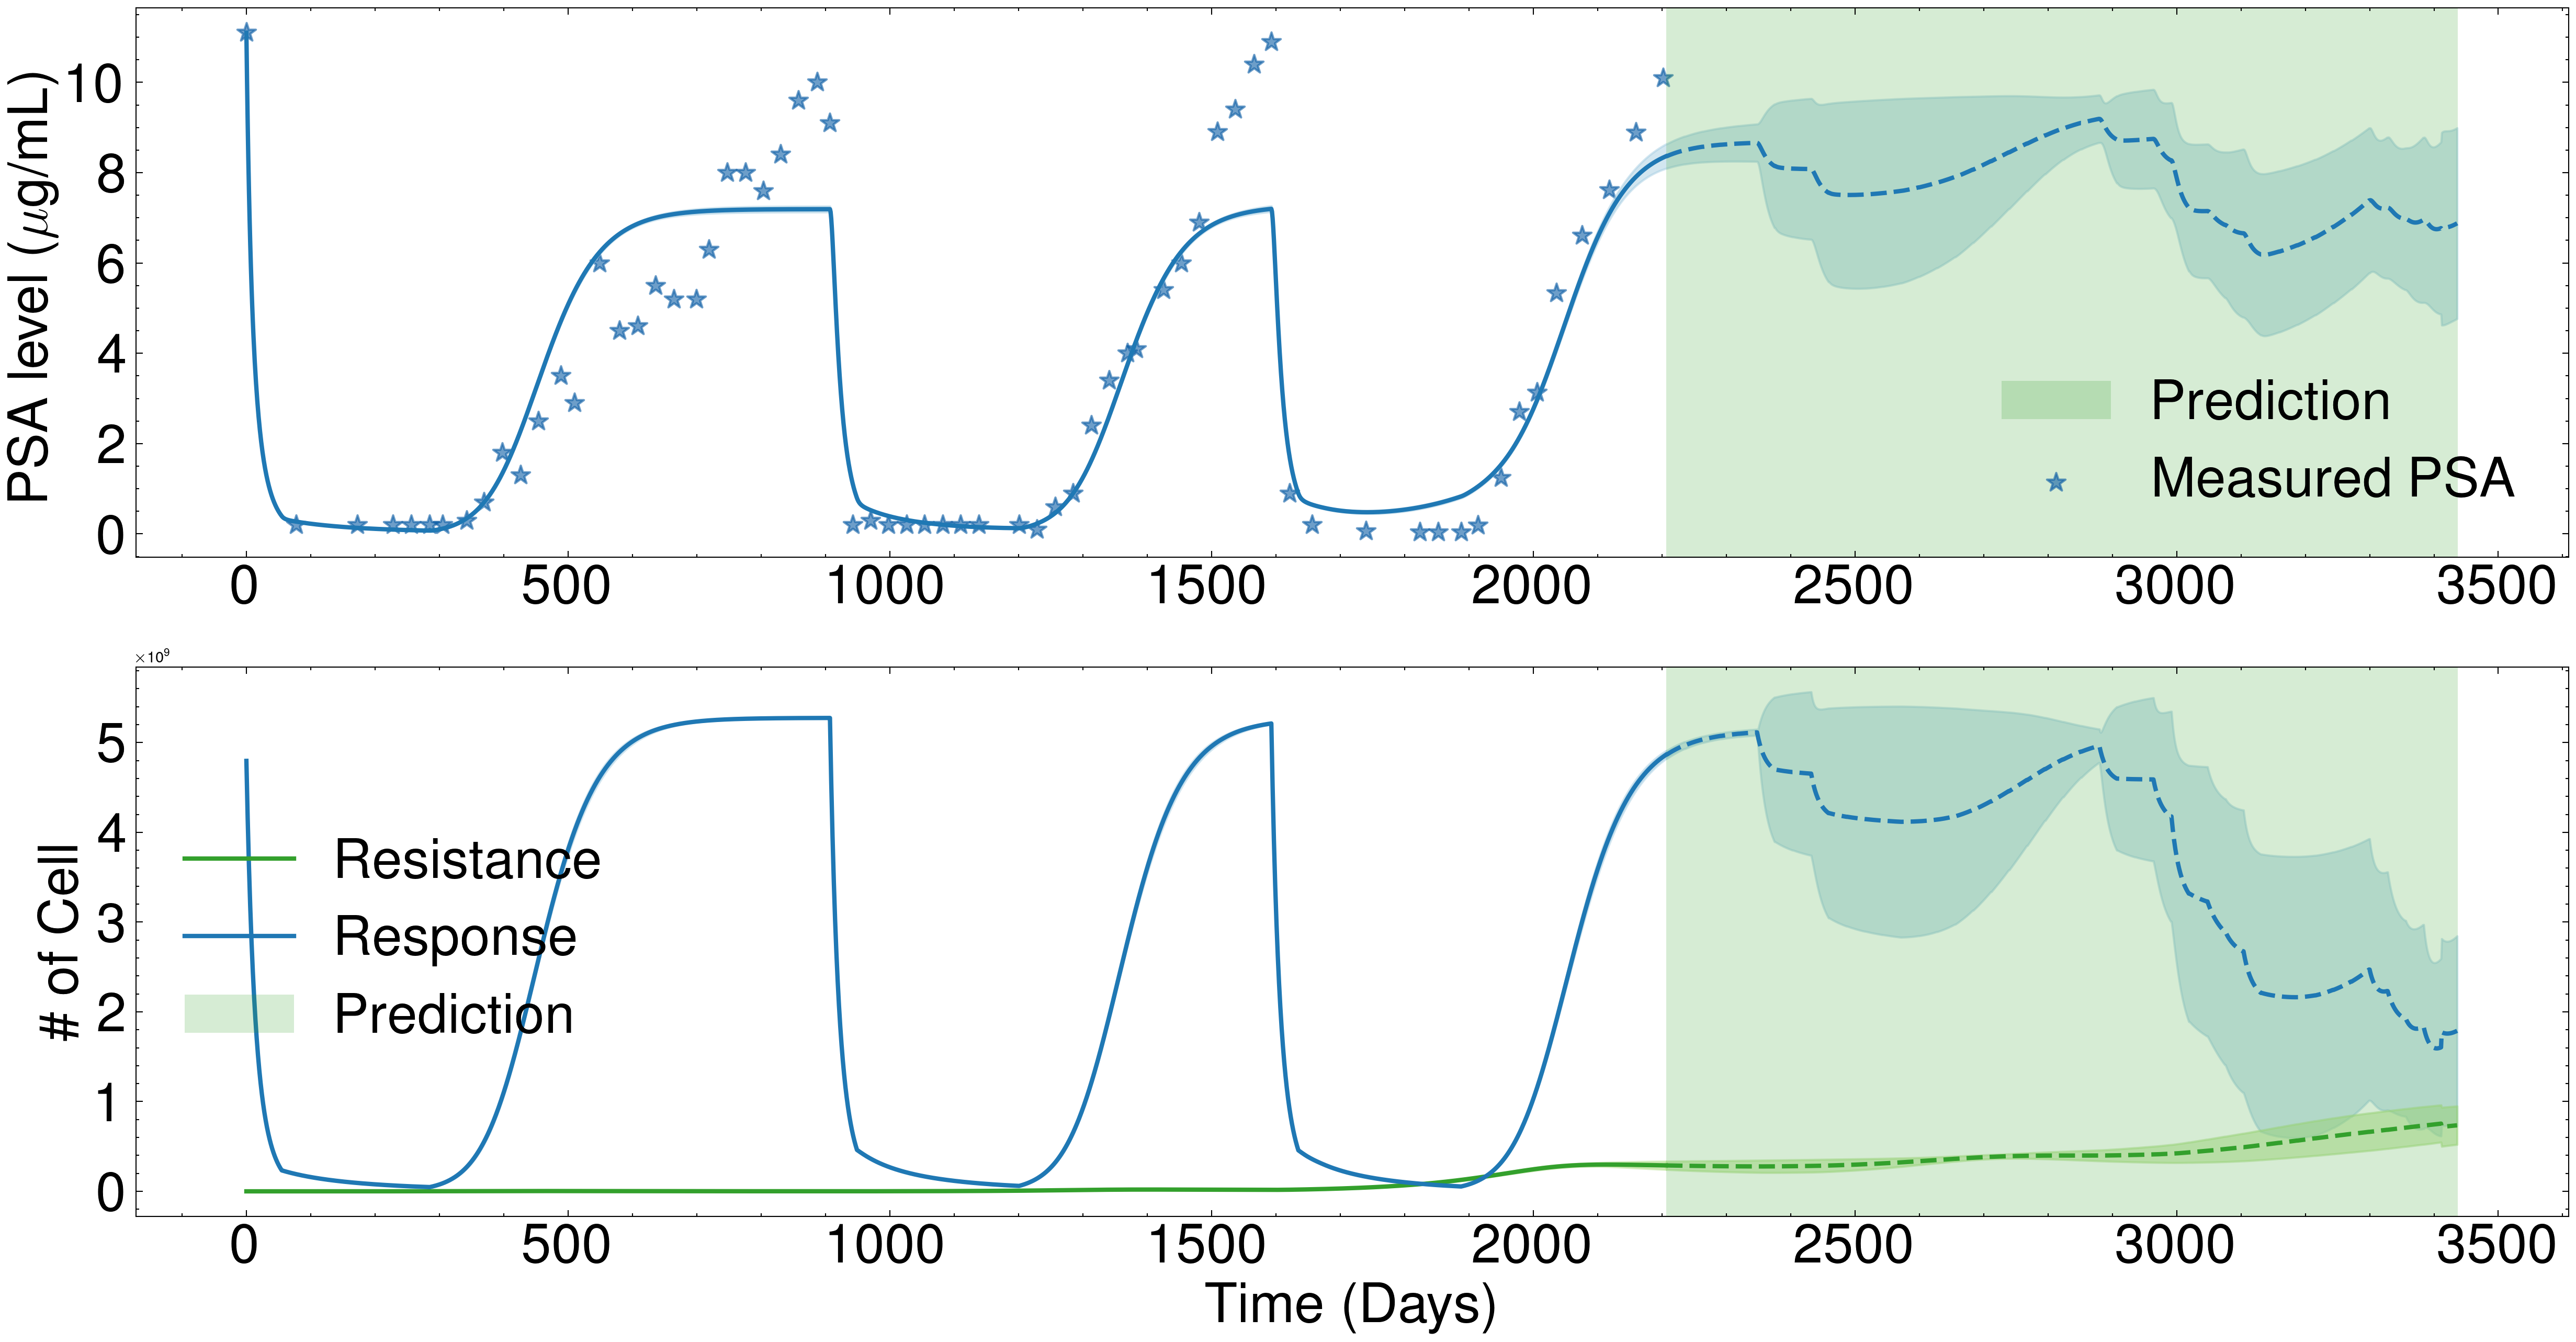 PSA level (μg/mL)
10
8
6
4
2
0
Prediction
Measured PSA
0 500 1000 1500 2000 2500 3000 3500
×10⁹
# of Cell
5
4
3
2
1
0
Resistance
Response
Prediction
0 500 1000 1500 2000 2500 3000 3500
Time (Days)